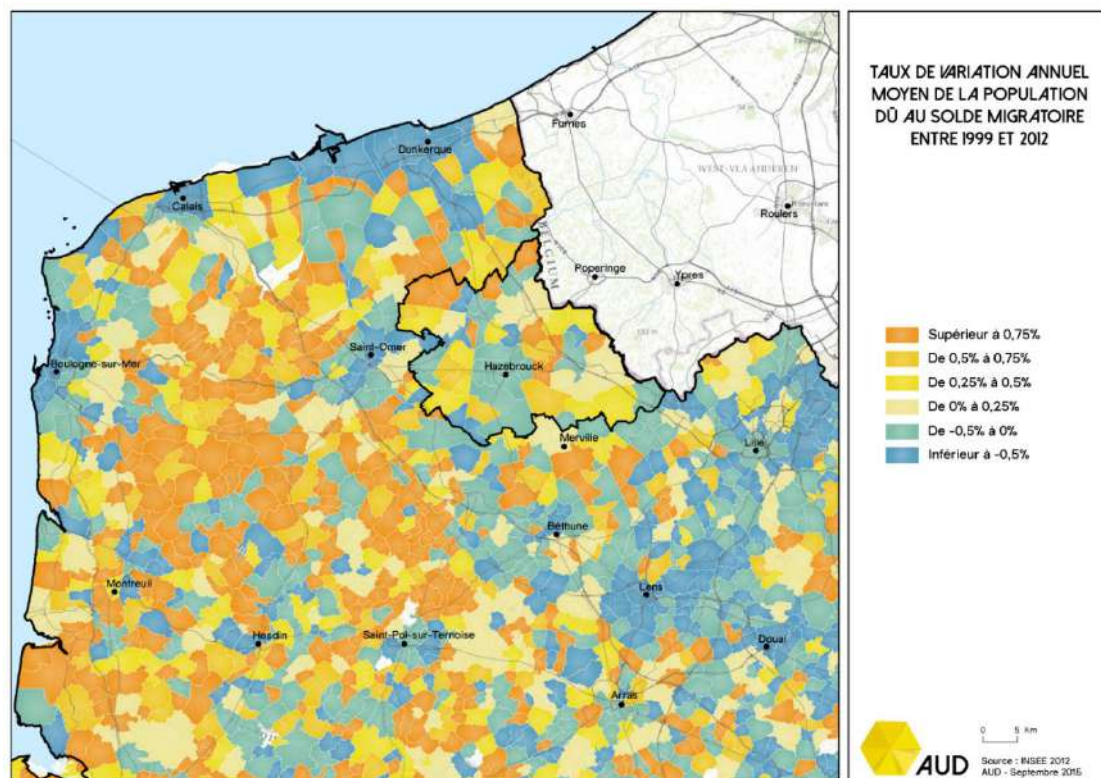 TAUX DE VARIATION ANNUEL
MOYEN DE LA POPULATION
DÛ AU SOLDE MIGRATOIRE
ENTRE 1999 ET 2012
Dunkerque
Furnes
WEST-VLAANDEREN
Calais
Roulers
BELGIUM
Poperinge
Ypres
Saint-Omer
Boulogne-sur-Mer
Hazebrouck
Merville
Lille
Béthune
Montreuil
Lens
Hesdin
Saint-Pol-sur-Ternoise
Douai
Arras
Supérieur à 0,75%
De 0,5% à 0,75%
De 0,25% à 0,5%
De 0% à 0,25%
De -0,5% à 0%
Inférieur à -0,5%
0 5 Km
AUD
Source : INSEE 2012
AUD - Septembre 2015